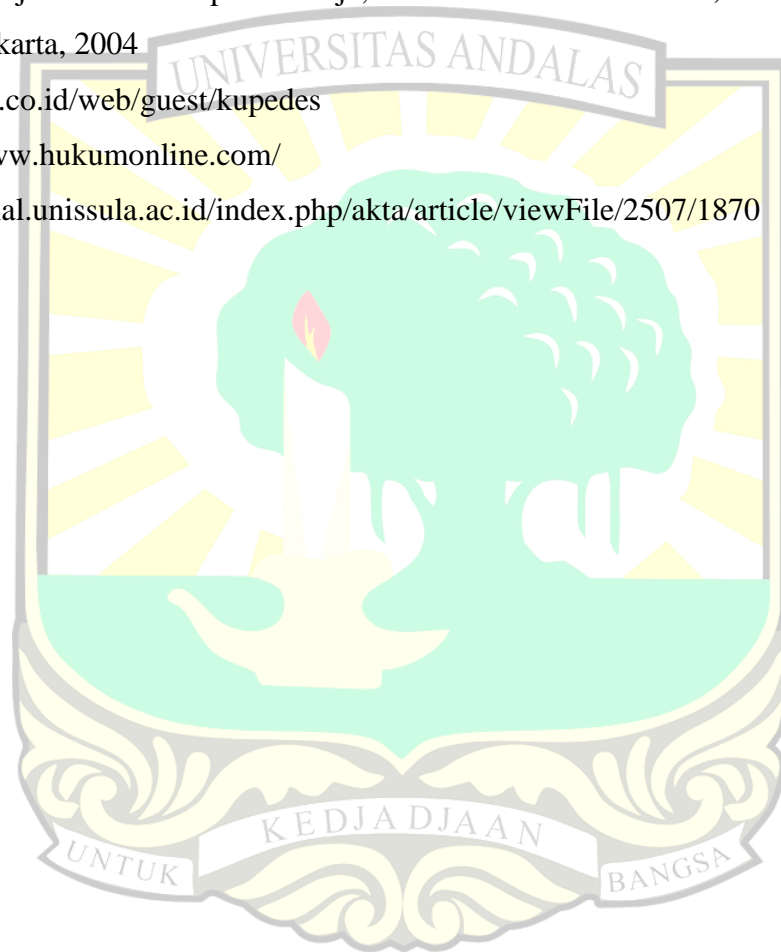 karta, 2004
UNIVERSITAS ANDALAS
.co.id/web/guest/kupedes
ww.hukumonline.com/
al.unissula.ac.id/index.php/akta/article/viewFile/2507/1870
KEDJADJAAN
UNTUK
BANGSA